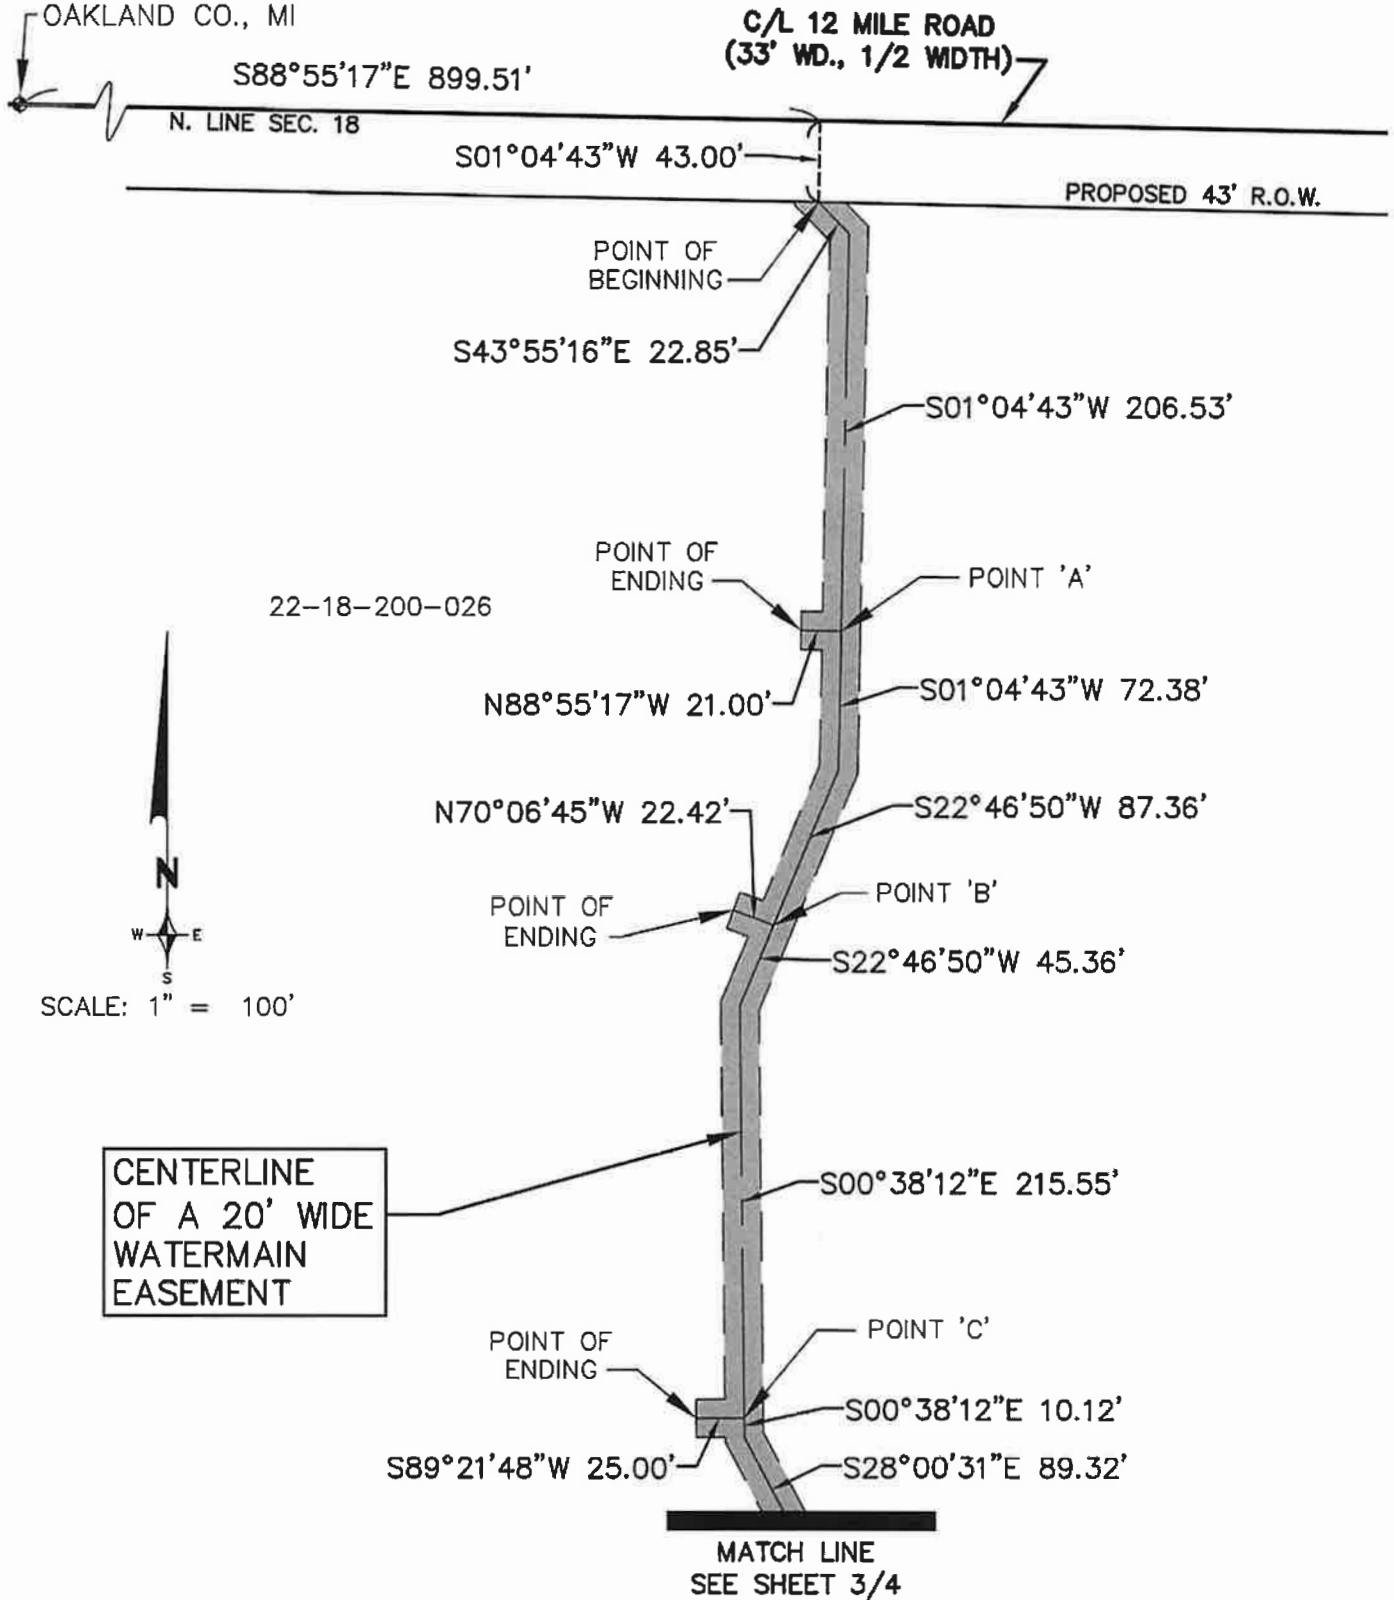 OAKLAND CO., MI
C/L 12 MILE ROAD
(33' WD., 1/2 WIDTH)
S88°55'17"E 899.51'
N. LINE SEC. 18
S01°04'43"W 43.00'
PROPOSED 43' R.O.W.
POINT OF
BEGINNING
S43°55'16"E 22.85'
S01°04'43"W 206.53'
POINT OF
ENDING
POINT 'A'
22-18-200-026
N88°55'17"W 21.00'
S01°04'43"W 72.38'
N70°06'45"W 22.42'
S22°46'50"W 87.36'
N
POINT 'B'
POINT OF
ENDING
W E
S
S22°46'50"W 45.36'
SCALE: 1" = 100'
CENTERLINE
OF A 20' WIDE
WATERMAIN
EASEMENT
S00°38'12"E 215.55'
POINT OF
ENDING
POINT 'C'
S00°38'12"E 10.12'
S89°21'48"W 25.00'
S28°00'31"E 89.32'
MATCH LINE
SEE SHEET 3/4